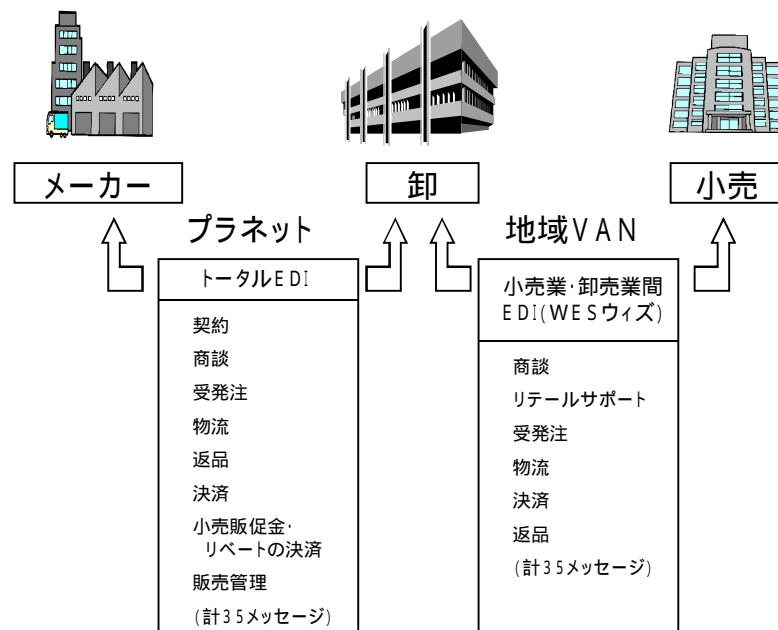 メーカー
卸
小売
プラネット
トータルEDI
契約
商談
受発注
物流
返品
決済
小売販促金・
リベートの決済
販売管理
(計35メッセージ)
地域VAN
小売業・卸売業間
EDI(WESウィズ)
商談
リテールサポート
受発注
物流
決済
返品
(計35メッセージ)